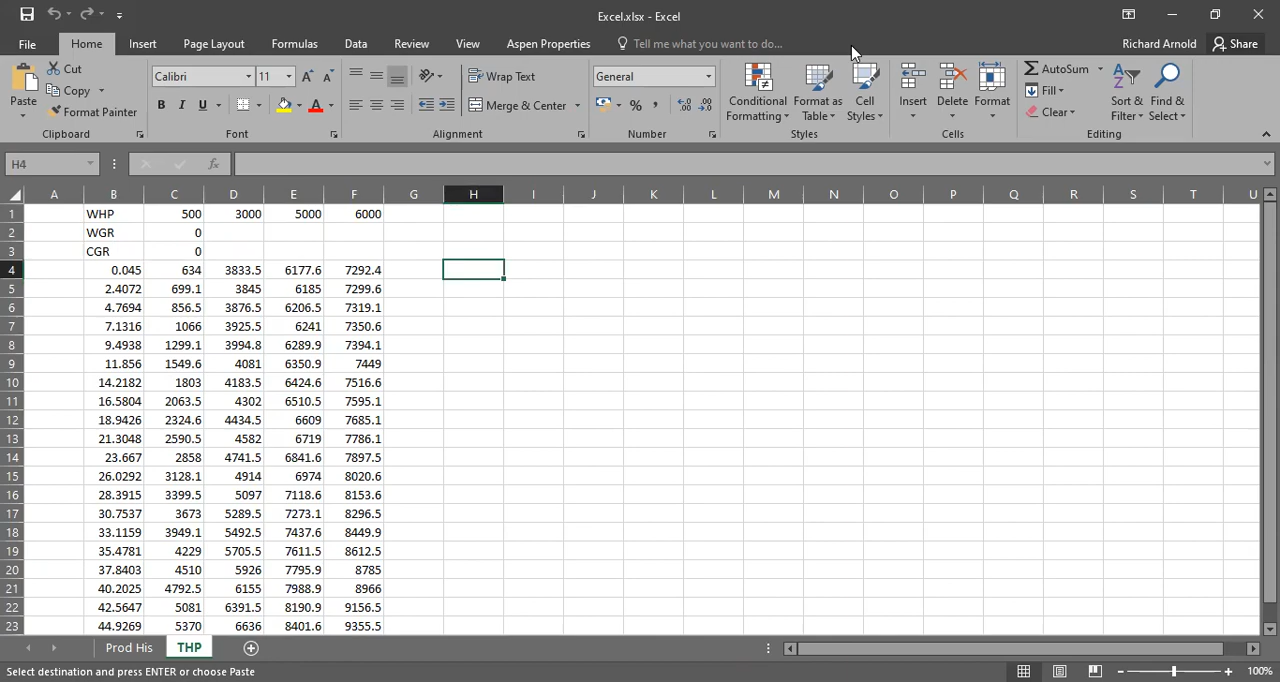 Excel.xlsx - Excel
File Home Insert Page Layout Formulas Data Review View Aspen Properties Tell me what you want to do... Richard Arnold Share
Paste
Cut
Copy
Format Painter
Clipboard
Calibri 11
B I U
Font
Wrap Text
Merge & Center
Alignment
General
% ,
Number
Conditional Formatting
Format as Table
Cell Styles
Styles
Insert
Delete
Format
Cells
AutoSum
Fill
Clear
Sort & Filter
Find & Select
Editing
H4 fx
A B C D E F G H I J K L M N O P Q R S T U
1 WHP 500 3000 5000 6000
2 WGR 0
3 CGR 0
4 0.045 634 3833.5 6177.6 7292.4
5 2.4072 699.1 3845 6185 7299.6
6 4.7694 856.5 3876.5 6206.5 7319.1
7 7.1316 1066 3925.5 6241 7350.6
8 9.4938 1299.1 3994.8 6289.9 7394.1
9 11.856 1549.6 4081 6350.9 7449
10 14.2182 1803 4183.5 6424.6 7516.6
11 16.5804 2063.5 4302 6510.5 7595.1
12 18.9426 2324.6 4434.5 6609 7685.1
13 21.3048 2590.5 4582 6719 7786.1
14 23.667 2858 4741.5 6841.6 7897.5
15 26.0292 3128.1 4914 6974 8020.6
16 28.3915 3399.5 5097 7118.6 8153.6
17 30.7537 3673 5289.5 7273.1 8296.5
18 33.1159 3949.1 5492.5 7437.6 8449.9
19 35.4781 4229 5705.5 7611.5 8612.5
20 37.8403 4510 5926 7795.9 8785
21 40.2025 4792.5 6155 7988.9 8966
22 42.5647 5081 6391.5 8190.9 9156.5
23 44.9269 5370 6636 8401.6 9355.5
Prod His THP
Select destination and press ENTER or choose Paste 100%